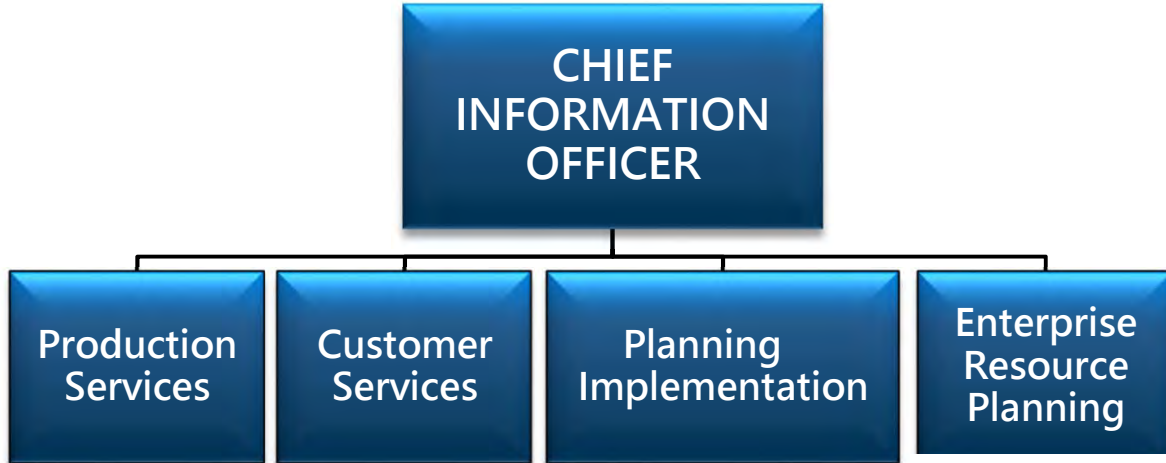 CHIEF
INFORMATION
OFFICER
Production
Services
Customer
Services
Planning
Implementation
Enterprise
Resource
Planning